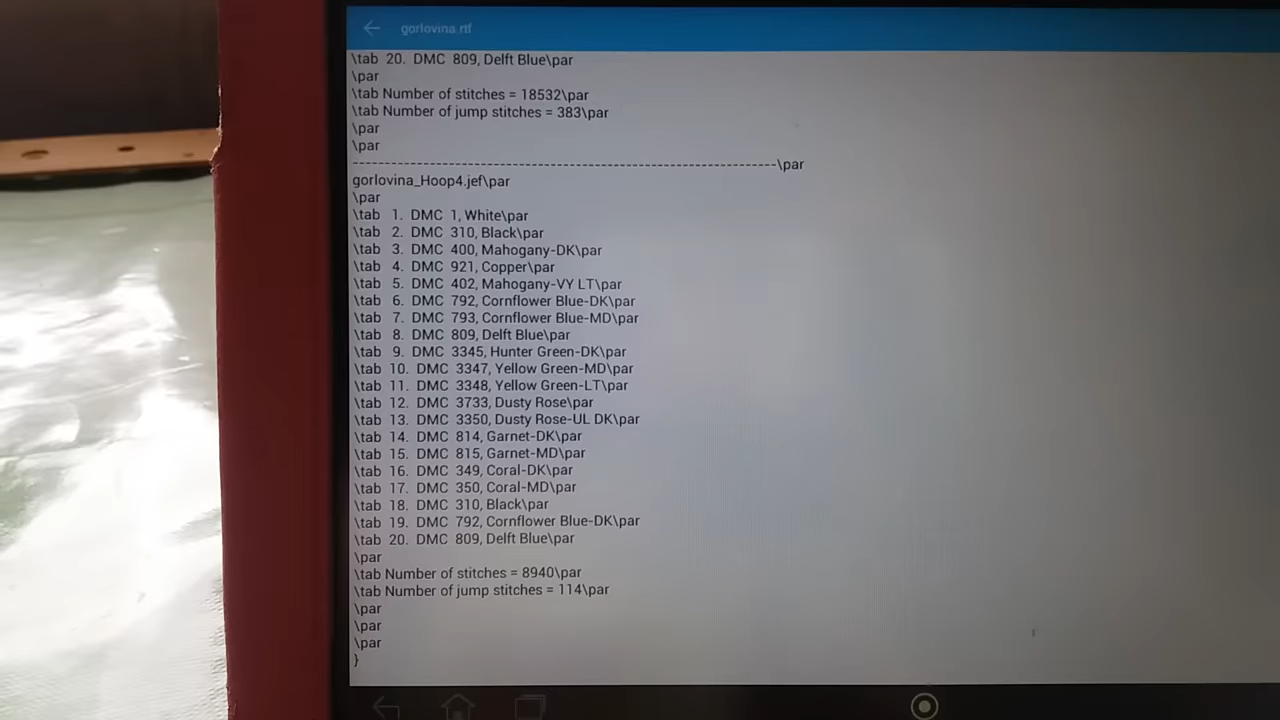 gorlovina.rtf
\tab  20.  DMC  809, Delft Blue\par
\par
\tab Number of stitches = 18532\par
\tab Number of jump stitches = 383\par
\par
\par
--------------------------------------------------------------------------------\par
gorlovina_Hoop4.jef\par
\par
\tab   1.  DMC  1, White\par
\tab   2.  DMC  310, Black\par
\tab   3.  DMC  400, Mahogany-DK\par
\tab   4.  DMC  921, Copper\par
\tab   5.  DMC  402, Mahogany-VY LT\par
\tab   6.  DMC  792, Cornflower Blue-DK\par
\tab   7.  DMC  793, Cornflower Blue-MD\par
\tab   8.  DMC  809, Delft Blue\par
\tab   9.  DMC  3345, Hunter Green-DK\par
\tab  10.  DMC  3347, Yellow Green-MD\par
\tab  11.  DMC  3348, Yellow Green-LT\par
\tab  12.  DMC  3733, Dusty Rose\par
\tab  13.  DMC  3350, Dusty Rose-UL DK\par
\tab  14.  DMC  814, Garnet-DK\par
\tab  15.  DMC  815, Garnet-MD\par
\tab  16.  DMC  349, Coral-DK\par
\tab  17.  DMC  350, Coral-MD\par
\tab  18.  DMC  310, Black\par
\tab  19.  DMC  792, Cornflower Blue-DK\par
\tab  20.  DMC  809, Delft Blue\par
\par
\tab Number of stitches = 8940\par
\tab Number of jump stitches = 114\par
\par
\par
\par
}